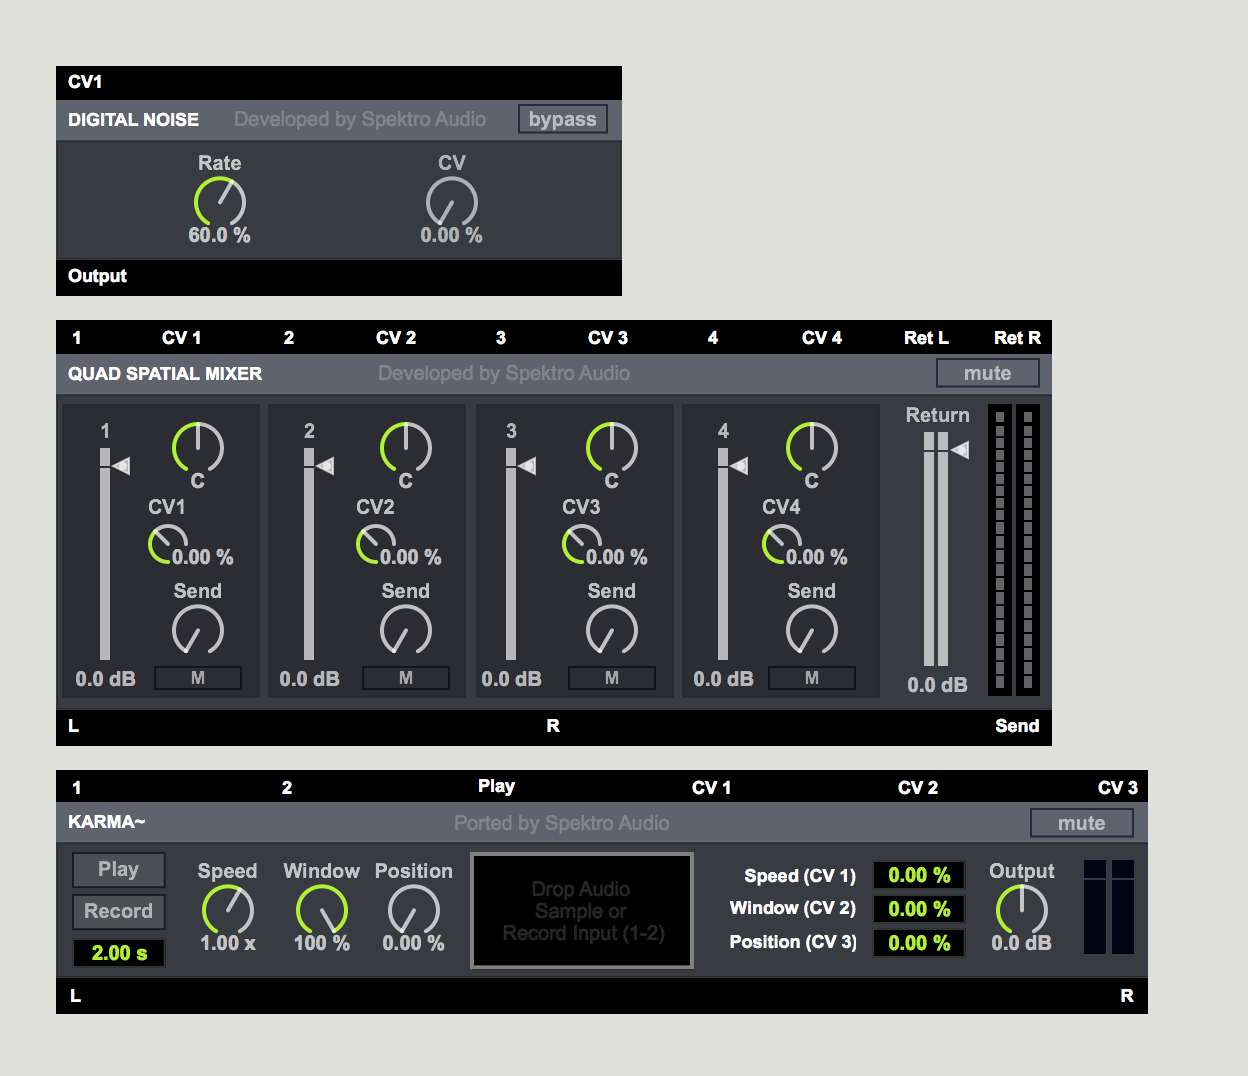 CV1
DIGITAL NOISE Developed by Spektro Audio bypass
Rate CV
60.0 % 0.00 %
Output
1 CV 1 2 CV 2 3 CV 3 4 CV 4 Ret L Ret R
QUAD SPATIAL MIXER Developed by Spektro Audio mute
1 2 3 4 Return
C C C C
CV1 CV2 CV3 CV4
0.00 % 0.00 % 0.00 % 0.00 %
Send Send Send Send
0.0 dB M 0.0 dB M 0.0 dB M 0.0 dB M 0.0 dB
L R Send
1 2 Play CV 1 CV 2 CV 3
KARMA~ Ported by Spektro Audio mute
Play Speed Window Position Speed (CV 1) 0.00 % Output
Drop Audio
Record Sample or Window (CV 2) 0.00 %
Record Input (1-2)
2.00 s 1.00 x 100 % 0.00 % Position (CV 3) 0.00 % 0.0 dB
L R